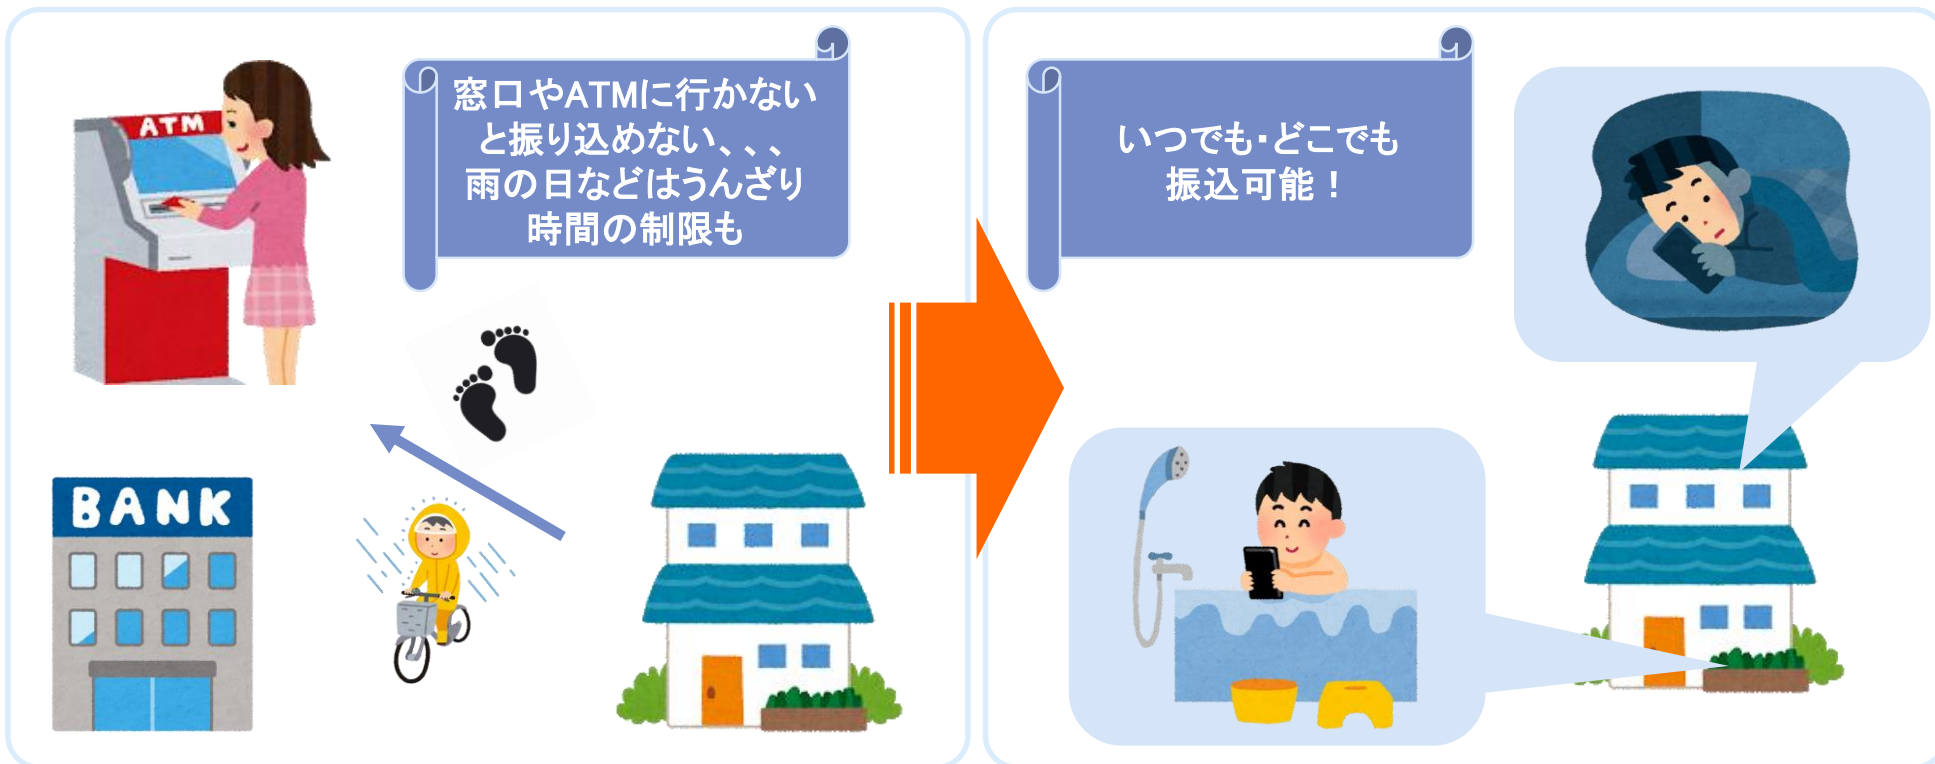 窓口やATMに行かない
と振り込めない、、、
雨の日などはうんざり
時間の制限も
いつでも・どこでも
振込可能！
ATM
BANK